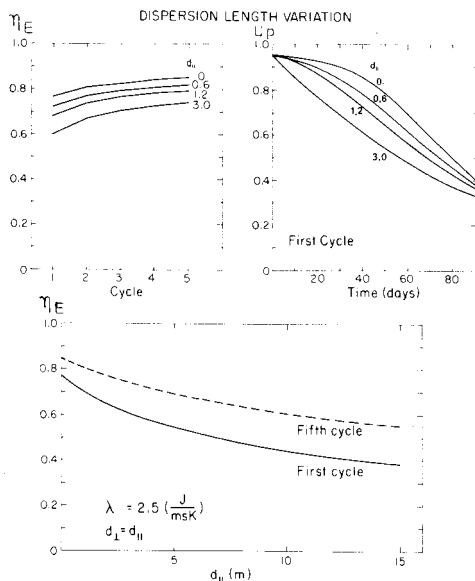 DISPERSION LENGTH VARIATION
ηE
1.0
0.8
0.6
0.4
0.2
0
d॥
0.
0.6
1.2
3.0
1 2 3 4 5
Cycle
1.0
0.8
0.6
0.4
0.2
0
d॥
0.
0.6
1.2
3.0
First Cycle
20 40 60 80
Time (days)
ηE
1.0
0.8
0.6
0.4
0.2
0
Fifth cycle
First cycle
λ = 2.5 (J/msK)
d⊥ = d||
5 10 15
d|| (m)